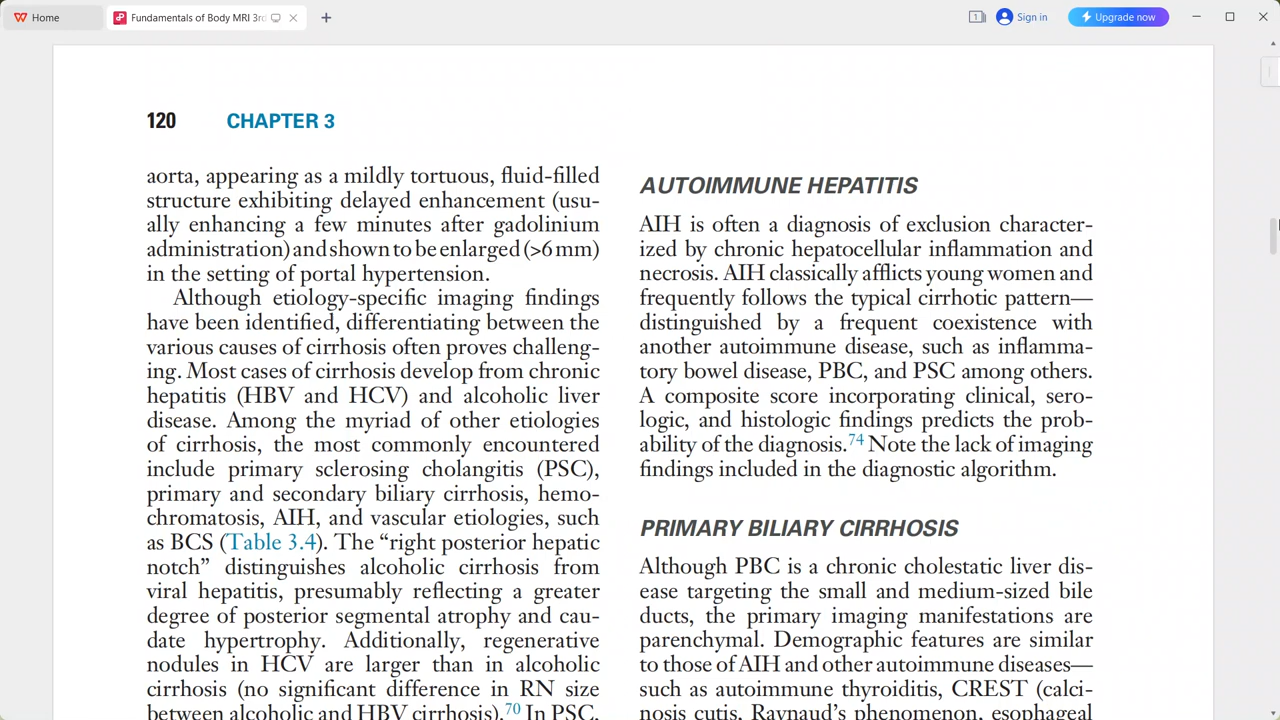 Home
Fundamentals of Body MRI 3rd
Sign in
Upgrade now
120 CHAPTER 3
aorta, appearing as a mildly tortuous, fluid-filled
structure exhibiting delayed enhancement (usu-
ally enhancing a few minutes after gadolinium
administration) and shown to be enlarged (>6 mm)
in the setting of portal hypertension.
Although etiology-specific imaging findings
have been identified, differentiating between the
various causes of cirrhosis often proves challeng-
ing. Most cases of cirrhosis develop from chronic
hepatitis (HBV and HCV) and alcoholic liver
disease. Among the myriad of other etiologies
of cirrhosis, the most commonly encountered
include primary sclerosing cholangitis (PSC),
primary and secondary biliary cirrhosis, hemo-
chromatosis, AIH, and vascular etiologies, such
as BCS (Table 3.4). The “right posterior hepatic
notch” distinguishes alcoholic cirrhosis from
viral hepatitis, presumably reflecting a greater
degree of posterior segmental atrophy and cau-
date hypertrophy. Additionally, regenerative
nodules in HCV are larger than in alcoholic
cirrhosis (no significant difference in RN size
between alcoholic and HBV cirrhosis).70 In PSC,
AUTOIMMUNE HEPATITIS
AIH is often a diagnosis of exclusion character-
ized by chronic hepatocellular inflammation and
necrosis. AIH classically afflicts young women and
frequently follows the typical cirrhotic pattern—
distinguished by a frequent coexistence with
another autoimmune disease, such as inflamma-
tory bowel disease, PBC, and PSC among others.
A composite score incorporating clinical, sero-
logic, and histologic findings predicts the prob-
ability of the diagnosis.74 Note the lack of imaging
findings included in the diagnostic algorithm.
PRIMARY BILIARY CIRRHOSIS
Although PBC is a chronic cholestatic liver dis-
ease targeting the small and medium-sized bile
ducts, the primary imaging manifestations are
parenchymal. Demographic features are similar
to those of AIH and other autoimmune diseases—
such as autoimmune thyroiditis, CREST (calci-
nosis cutis, Raynaud’s phenomenon, esophageal